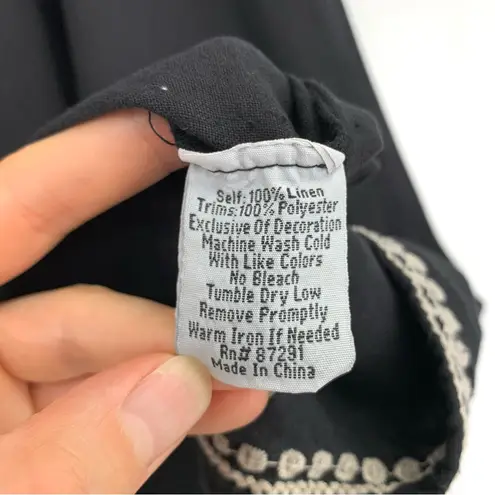 Self: 100% Linen
Trims:100% Polyester
Exclusive Of Decoration
Machine Wash Cold
With Like Colors
No Bleach
Tumble Dry Low
Remove Promptly
Warm Iron If Needed
Rn# 87291
Made In China